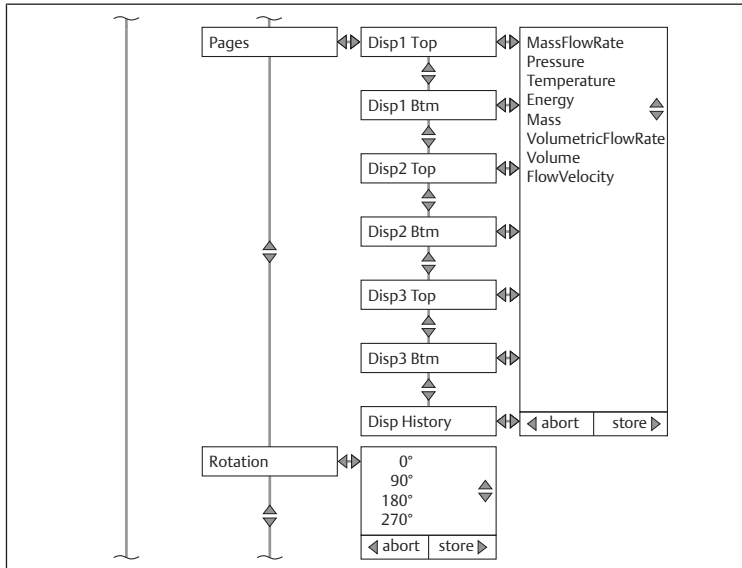 Pages
Disp1 Top
MassFlowRate
Pressure
Temperature
Energy
Mass
VolumetricFlowRate
Volume
FlowVelocity
Disp1 Btm
Disp2 Top
Disp2 Btm
Disp3 Top
Disp3 Btm
Disp History
abort store
Rotation
0°
90°
180°
270°
abort store